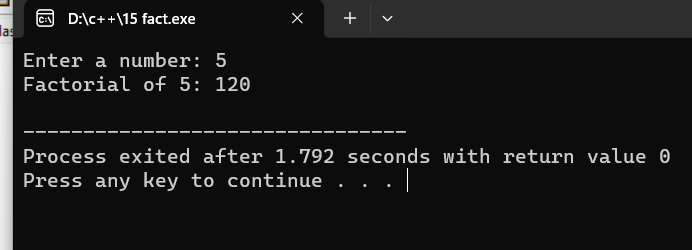 D:\c++\15 fact.exe
Enter a number: 5
Factorial of 5: 120
--------------------------------
Process exited after 1.792 seconds with return value 0
Press any key to continue . . .